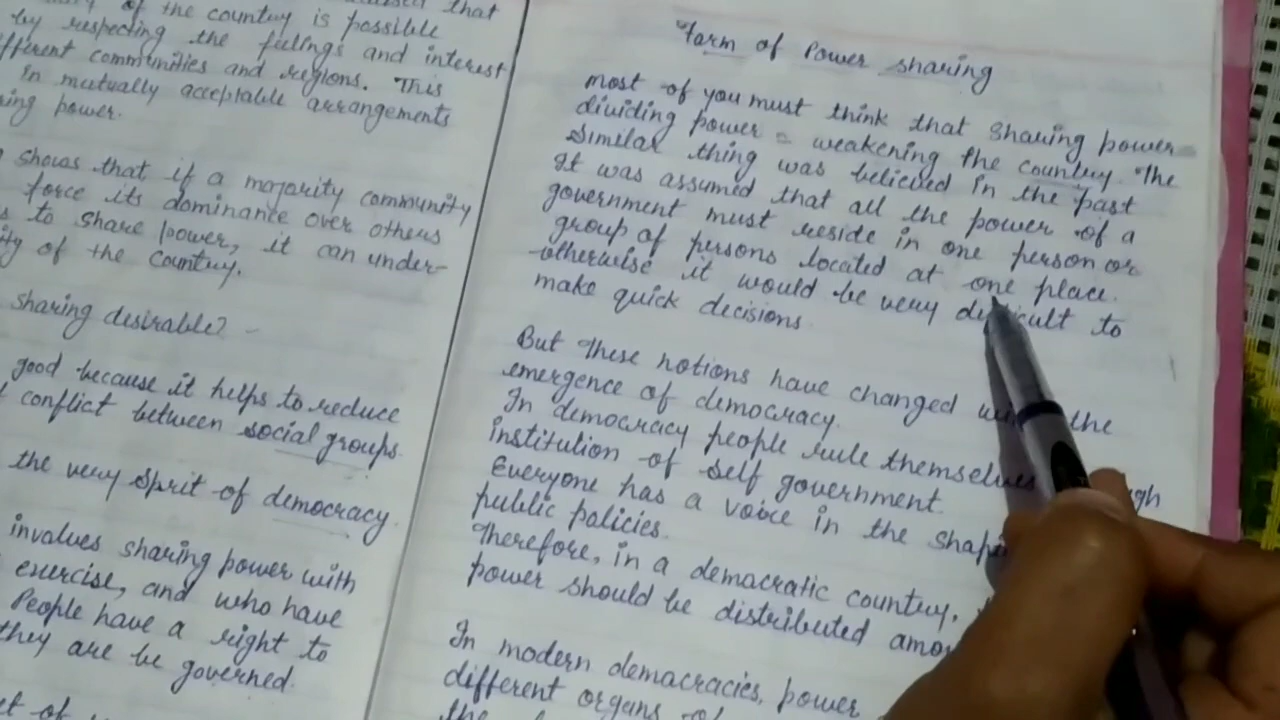 that
of the country is possible
by respecting the feelings and interest
communities and regions. This
in mutually acceptable arrangements
power.
shows that if a majority community
force its dominance over others
to share power, it can under-
of the country.
sharing desirable?
good because it helps to reduce
conflict between social groups.
the very sprit of democracy.
involves sharing power with
exercise, and who have
People have a right to
they are be governed.
of
Form of Power sharing
most of you must think that sharing power =
dividing power = weakening the country. The
similar thing was believed in the past
It was assumed that all the power of a
government must reside in one person or
group of persons located at one place.
otherwise it would be very difficult to
make quick decisions.
But these notions have changed the
emergence of democracy.
In democracy people rule themselves
institution of self government.
Everyone has a voice in the
public policies.
Therefore, in a democratic country,
power should be distributed
In modern democracies, power
different organs of
the